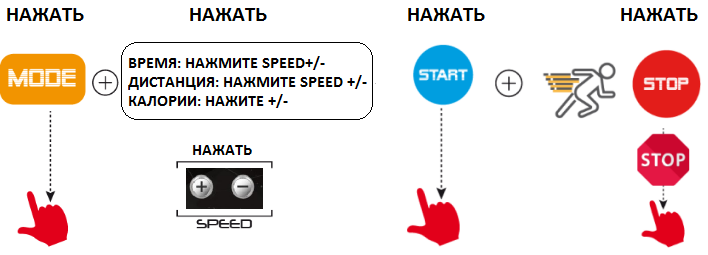 НАЖАТЬ
НАЖАТЬ
НАЖАТЬ
НАЖАТЬ
MODE
ВРЕМЯ: НАЖМИТЕ SPEED+/-
ДИСТАНЦИЯ: НАЖМИТЕ SPEED +/-
КАЛОРИИ: НАЖИТЕ +/-
START
STOP
НАЖАТЬ
SPEED
STOP